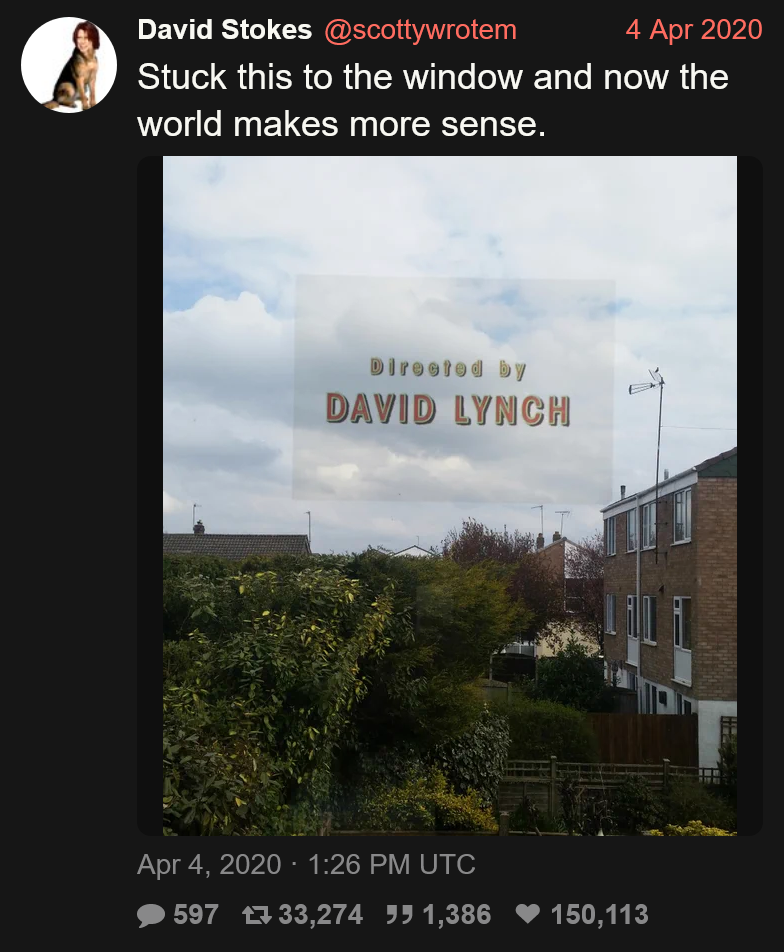 David Stokes @scottywrotem 4 Apr 2020
Stuck this to the window and now the
world makes more sense.
Directed by
DAVID LYNCH
Apr 4, 2020 · 1:26 PM UTC
597 33,274 1,386 150,113